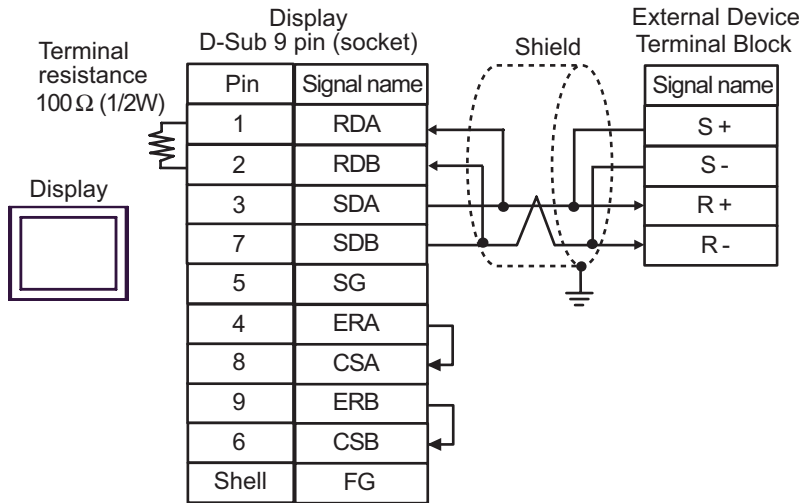 Display
D-Sub 9 pin (socket)
Shield
External Device
Terminal Block
Terminal
resistance
100Ω (1/2W)
Display
Pin Signal name
1 RDA
2 RDB
3 SDA
7 SDB
5 SG
4 ERA
8 CSA
9 ERB
6 CSB
Shell FG
Signal name
S +
S -
R +
R -